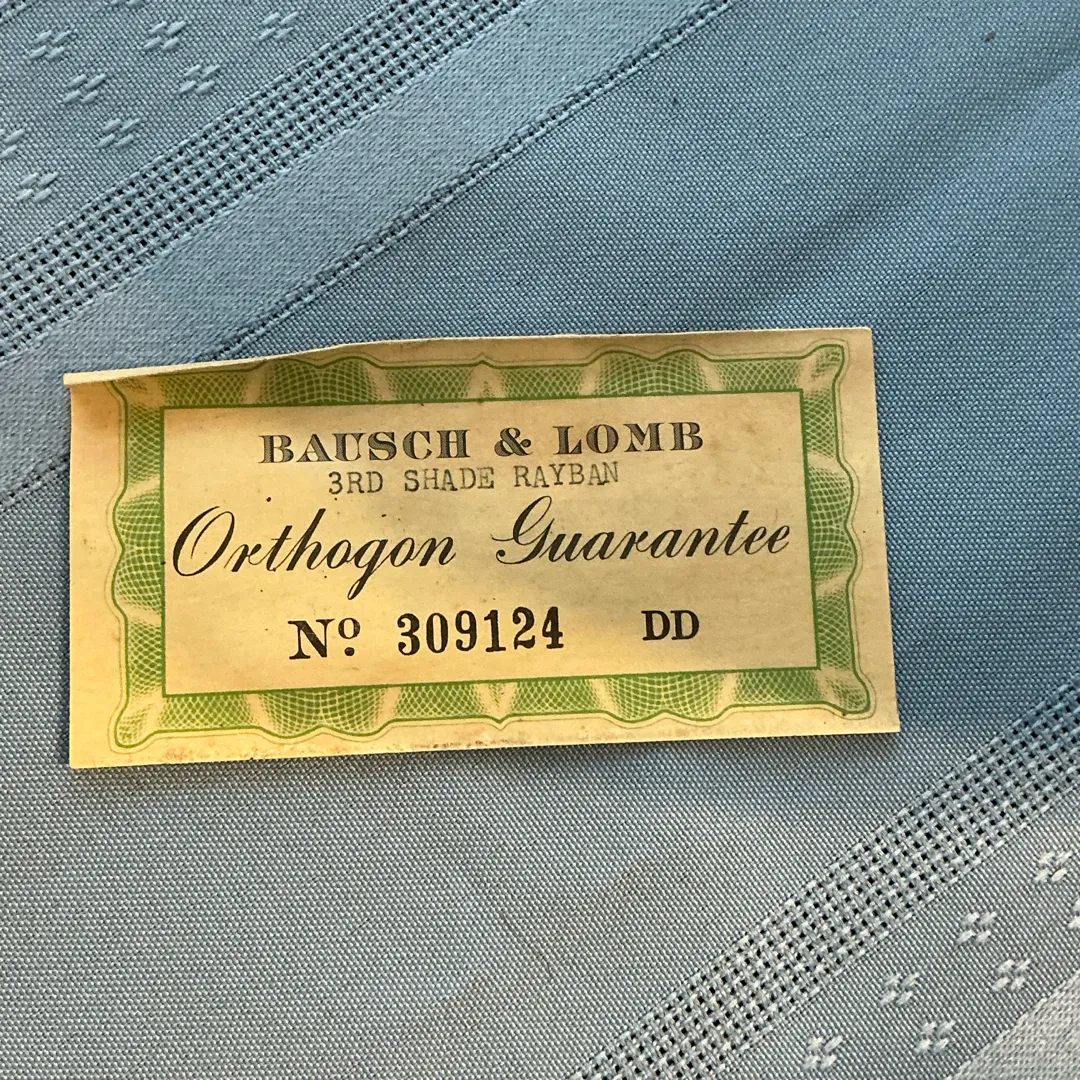 BAUSCH & LOMB
3RD SHADE RAYBAN
Orthogon Guarantee
Nº 309124 DD